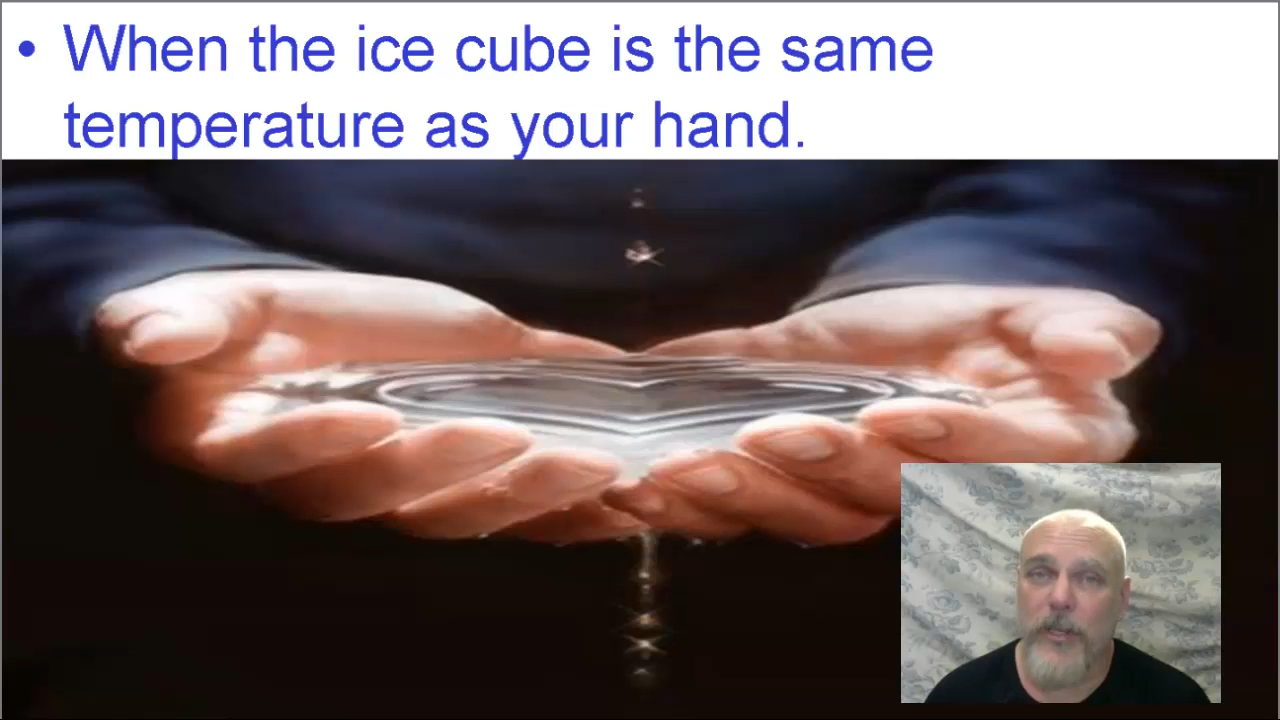 • When the ice cube is the same
temperature as your hand.